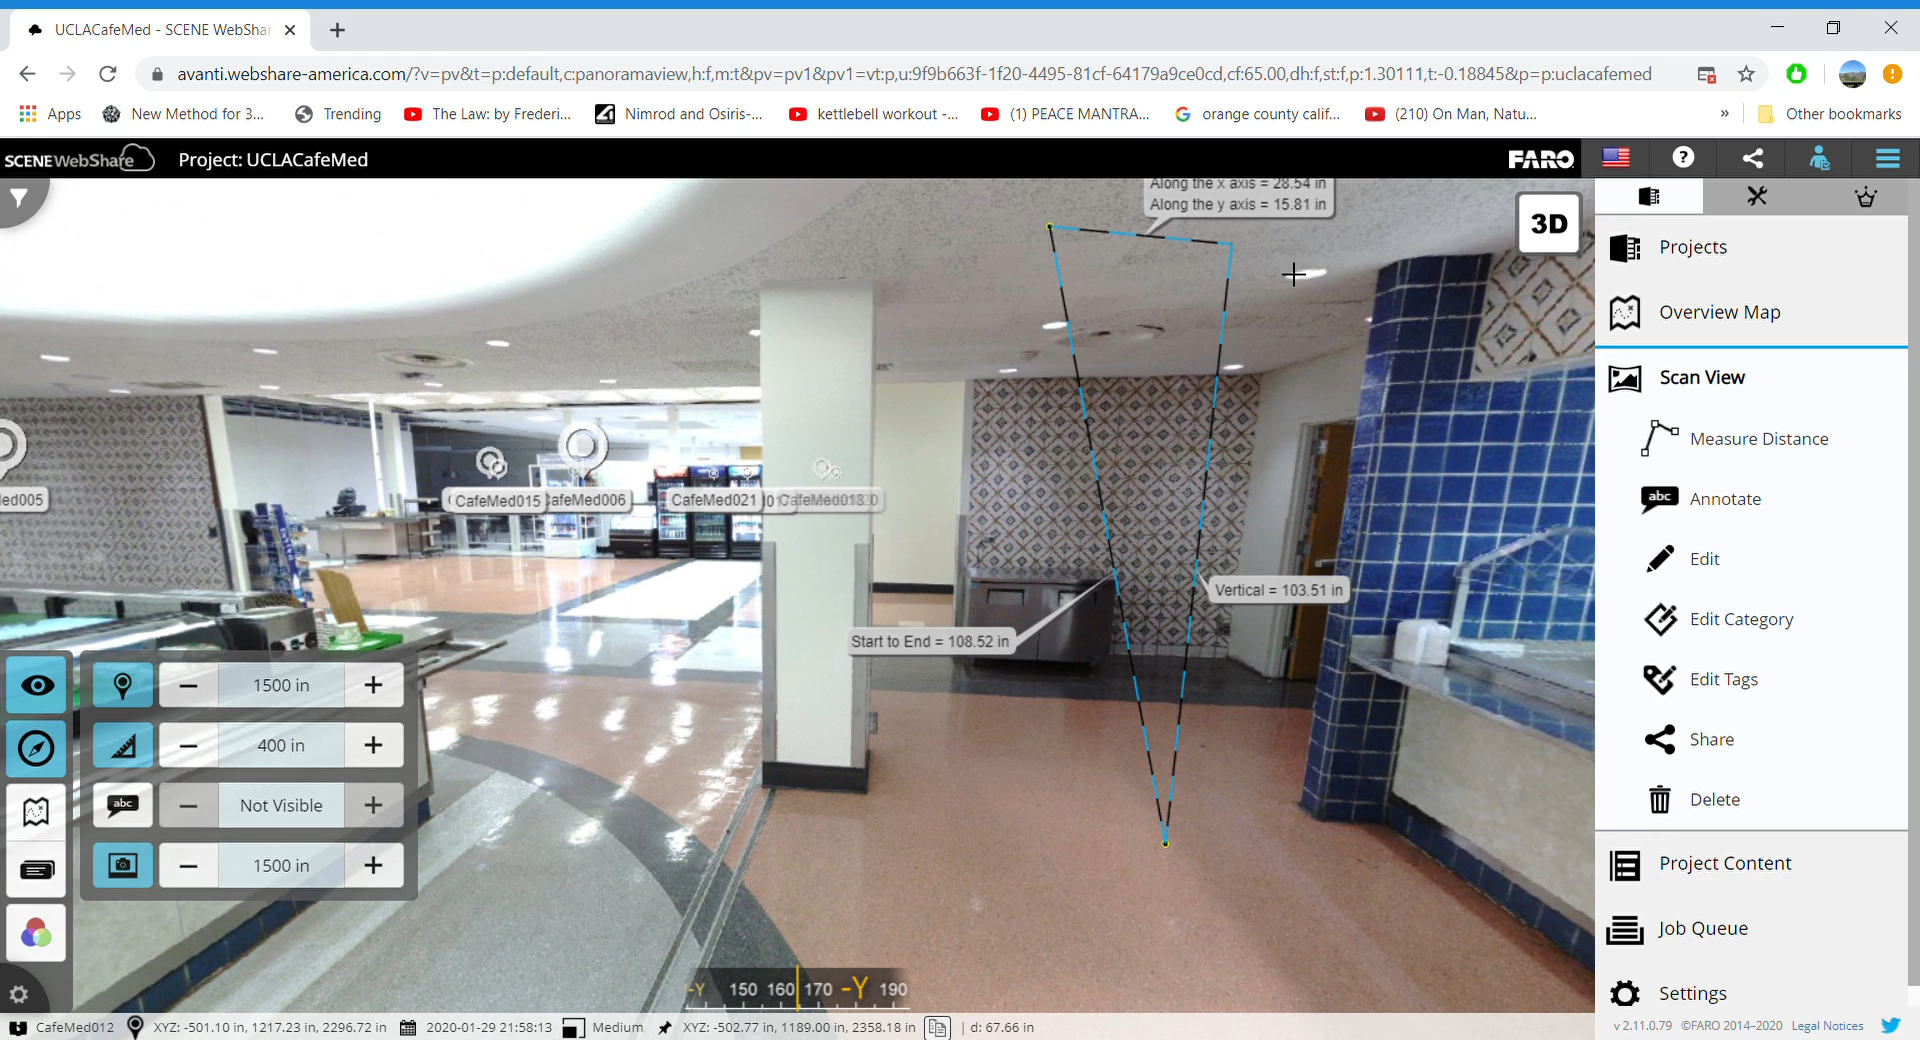 UCLACafeMed - SCENE WebShar
avanti.webshare-america.com/?v=pv&t=p:default,c:panoramaview,h:f,m:t&pv=pv1&pv1=vt:p,u:9f9b663f-1f20-4495-81cf-64179a9ce0cd,cf:65.00,dh:f,st:f,p:1.30111,t:-0.18845&p=p:uclacafemed
Apps New Method for 3... Trending The Law: by Frederi... Nimrod and Osiris-... kettlebell workout -... (1) PEACE MANTRA... orange county calif... (210) On Man, Natu... » Other bookmarks
SCENE WebShare Project: UCLACafeMed FARO
Along the x axis = 28.54 in
Along the y axis = 15.81 in
3D
Projects
Overview Map
Scan View
Measure Distance
abc Annotate
Edit
Edit Category
Edit Tags
Share
Delete
Project Content
Job Queue
Settings
led005
CafeMed015
afeMed006
CafeMed021
CafeMed018
Vertical = 103.51 in
Start to End = 108.52 in
1500 in
400 in
abc Not Visible
1500 in
-Y 150 160 170 -Y 190
CafeMed012 XYZ: -501.10 in, 1217.23 in, 2296.72 in 2020-01-29 21:58:13 Medium XYZ: -502.77 in, 1189.00 in, 2358.18 in | d: 67.66 in
v 2.11.0.79 ©FARO 2014–2020 Legal Notices